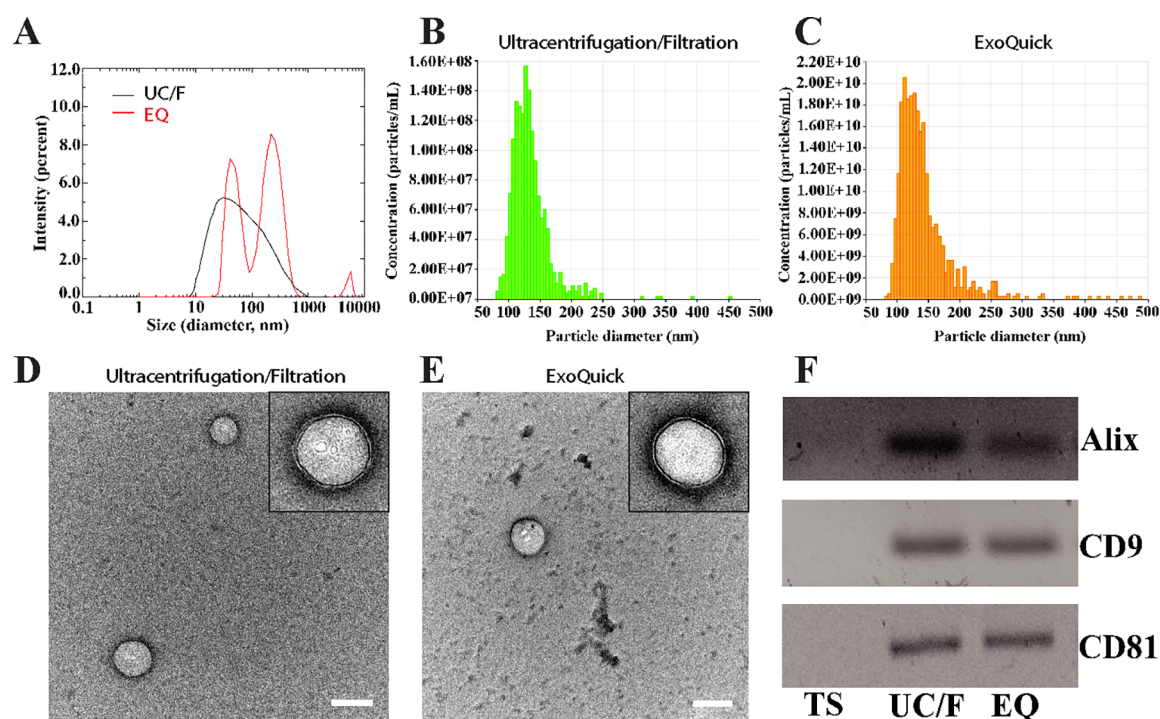 A
12.0
10.0
8.0
6.0
4.0
2.0
0.0
UC/F
EQ
Intensity (percent)
0.1 1 10 100 1000 10000
Size (diameter, nm)
B
Ultracentrifugation/Filtration
1.60E+08
1.40E+08
1.20E+08
1.00E+08
8.00E+07
6.00E+07
4.00E+07
2.00E+07
0.00E+07
Concentration (particles/mL)
50 100 150 200 250 300 350 400 450 500
Particle diameter (nm)
C
ExoQuick
2.20E+10
2.00E+10
1.80E+10
1.60E+10
1.40E+10
1.20E+10
1.00E+10
8.00E+09
6.00E+09
4.00E+09
2.00E+09
0.00E+09
Concentration (particles/mL)
50 100 150 200 250 300 350 400 450 500
Particle diameter (nm)
D
Ultracentrifugation/Filtration
E
ExoQuick
F
Alix
CD9
CD81
TS UC/F EQ